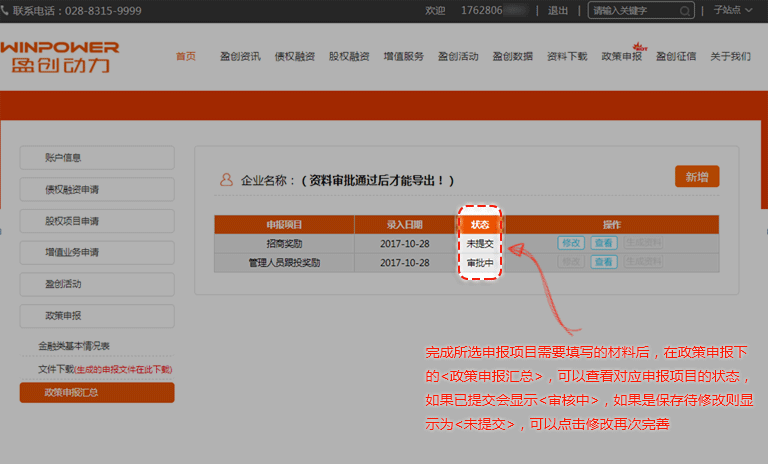 联系电话：028-8315-9999
欢迎 1762806 | 退出 | 请输入关键字 | 子站点
WINPOWER
盈创动力
首页 盈创资讯 债权融资 股权融资 增值服务 盈创活动 盈创数据 资料下载 政策申报 盈创征信 关于我们
账户信息
债权融资申请
股权项目申请
增值业务申请
盈创活动
政策申报
金融类基本情况表
文件下载(生成的申报文件在此下载)
政策申报汇总
企业名称：（资料审批通过后才能导出！）
新增
申报项目 录入日期 状态 操作
招商奖励 2017-10-28 未提交 修改 查看 生成资料
管理人员跟投奖励 2017-10-28 审批中 修改 查看 生成资料
完成所选申报项目需要填写的材料后，在政策申报下
的<政策申报汇总>，可以查看对应申报项目的状态，
如果已提交会显示<审核中>，如果是保存待修改则显
示为<未提交>，可以点击修改再次完善